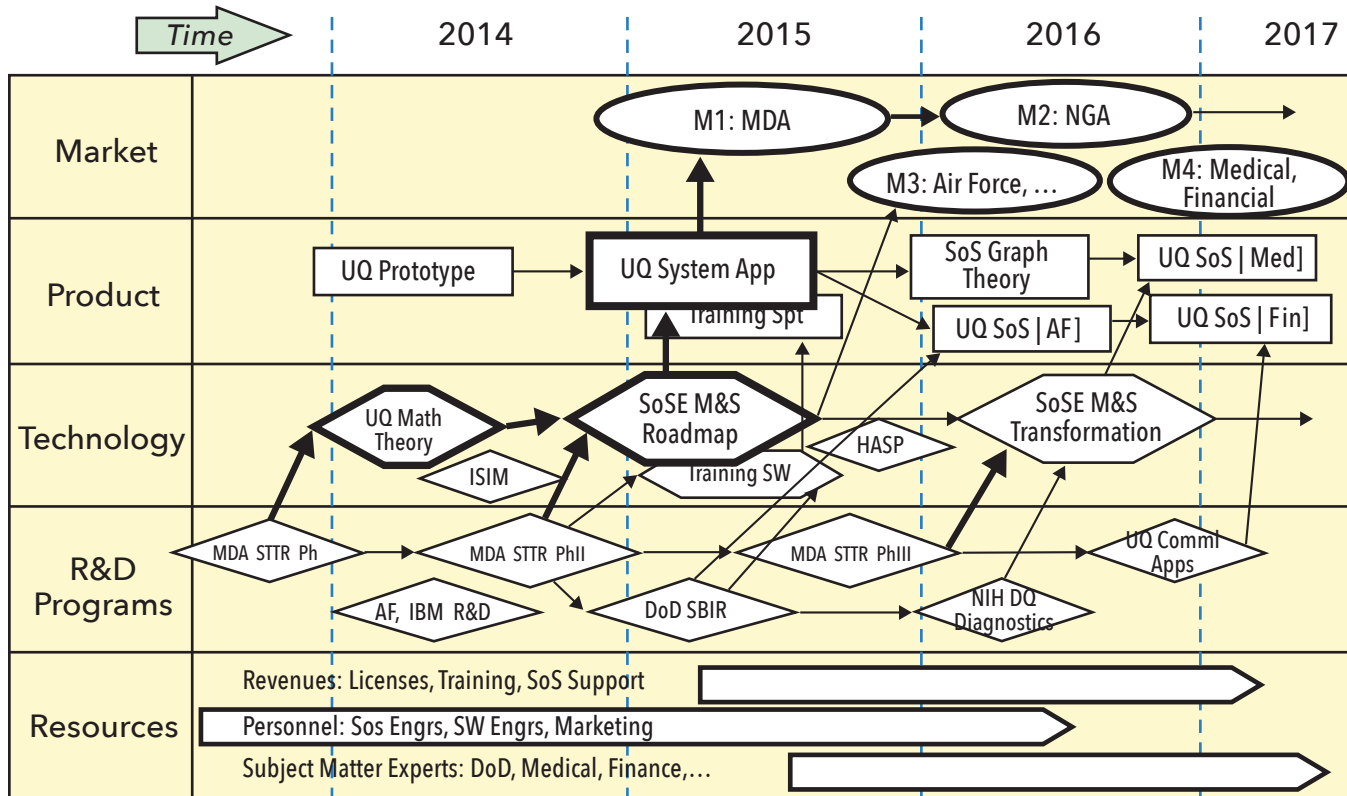 Time
2014
2015
2016
2017
Market
M1: MDA
M2: NGA
M3: Air Force, …
M4: Medical,
Financial
Product
UQ Prototype
UQ System App
Training Spt
SoS Graph
Theory
UQ SoS | AF]
UQ SoS | Med]
UQ SoS | Fin]
Technology
UQ Math
Theory
ISIM
SoSE M&S
Roadmap
Training SW
HASP
SoSE M&S
Transformation
R&D
Programs
MDA STTR Ph
MDA STTR PhII
MDA STTR PhIII
UQ Comml
Apps
AF, IBM R&D
DoD SBIR
NIH DQ
Diagnostics
Resources
Revenues: Licenses, Training, SoS Support
Personnel: Sos Engrs, SW Engrs, Marketing
Subject Matter Experts: DoD, Medical, Finance,…